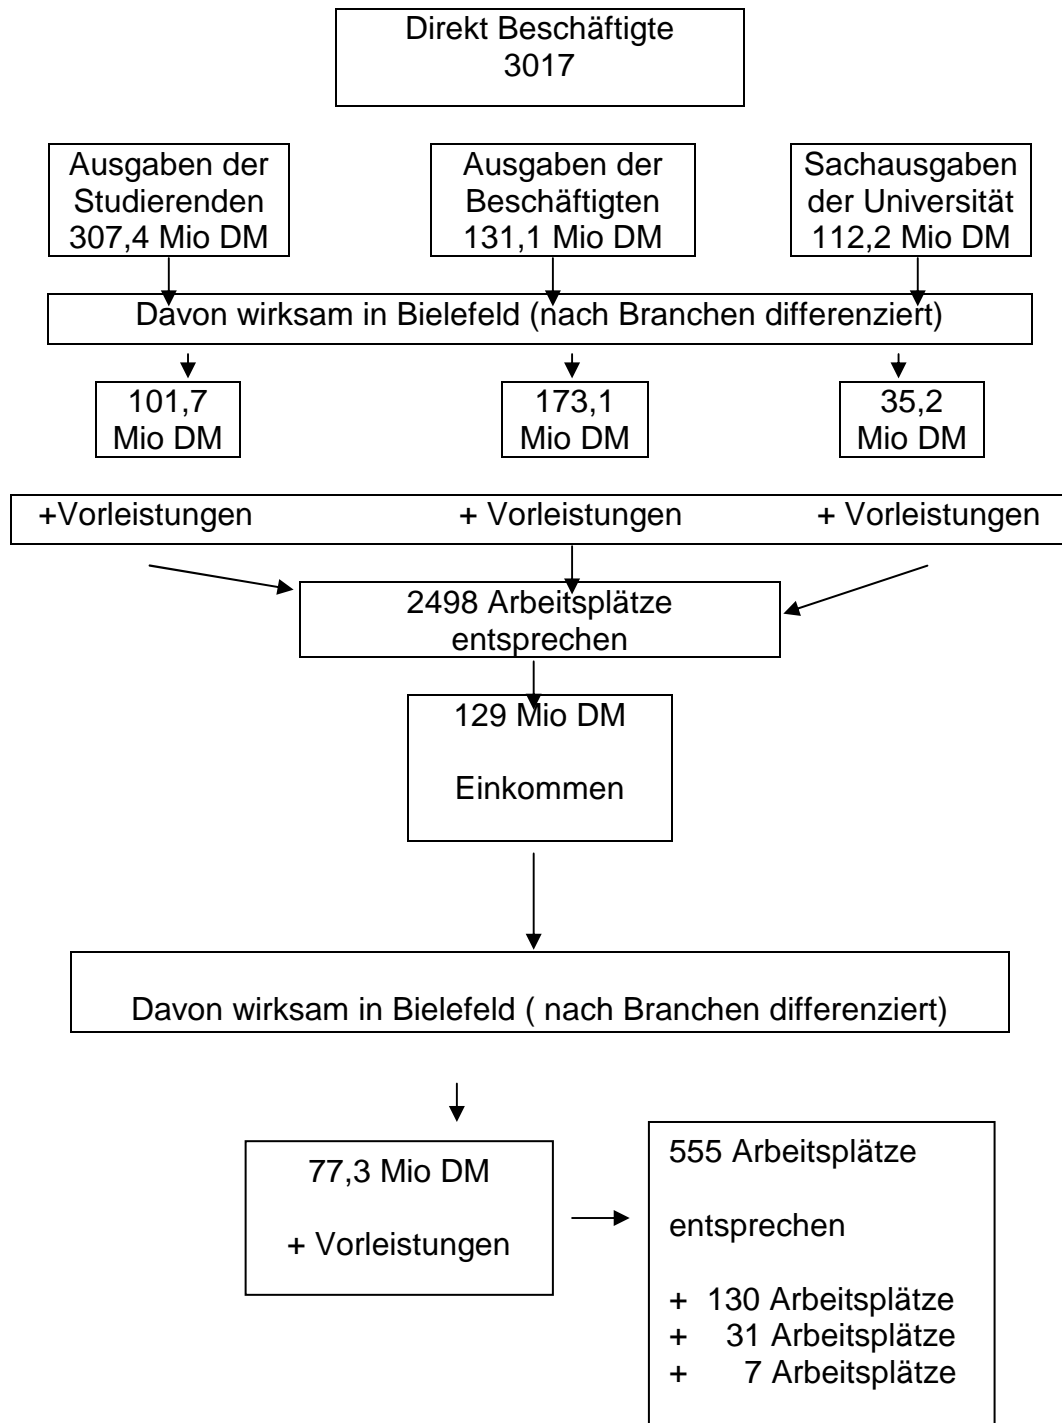 Direkt Beschäftigte
3017
Ausgaben der
Studierenden
307,4 Mio DM
Ausgaben der
Beschäftigten
131,1 Mio DM
Sachausgaben
der Universität
112,2 Mio DM
Davon wirksam in Bielefeld (nach Branchen differenziert)
101,7
Mio DM
173,1
Mio DM
35,2
Mio DM
+Vorleistungen
+ Vorleistungen
+ Vorleistungen
2498 Arbeitsplätze
entsprechen
129 Mio DM
Einkommen
Davon wirksam in Bielefeld ( nach Branchen differenziert)
77,3 Mio DM
+ Vorleistungen
555 Arbeitsplätze
entsprechen
+ 130 Arbeitsplätze
+ 31 Arbeitsplätze
+ 7 Arbeitsplätze